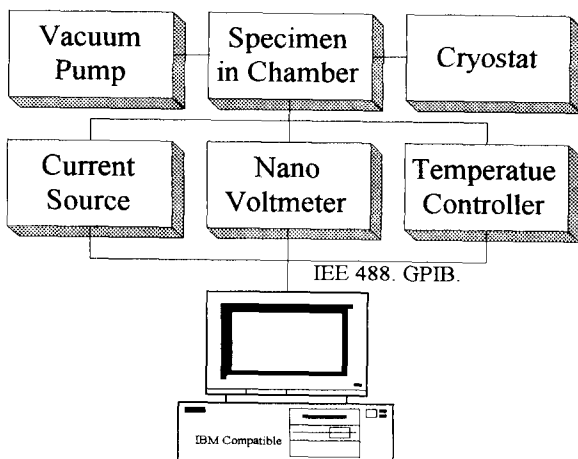 Vacuum
Pump
Specimen
in Chamber
Cryostat
Current
Source
Nano
Voltmeter
Temperatue
Controller
IEE 488. GPIB.
IBM Compatible